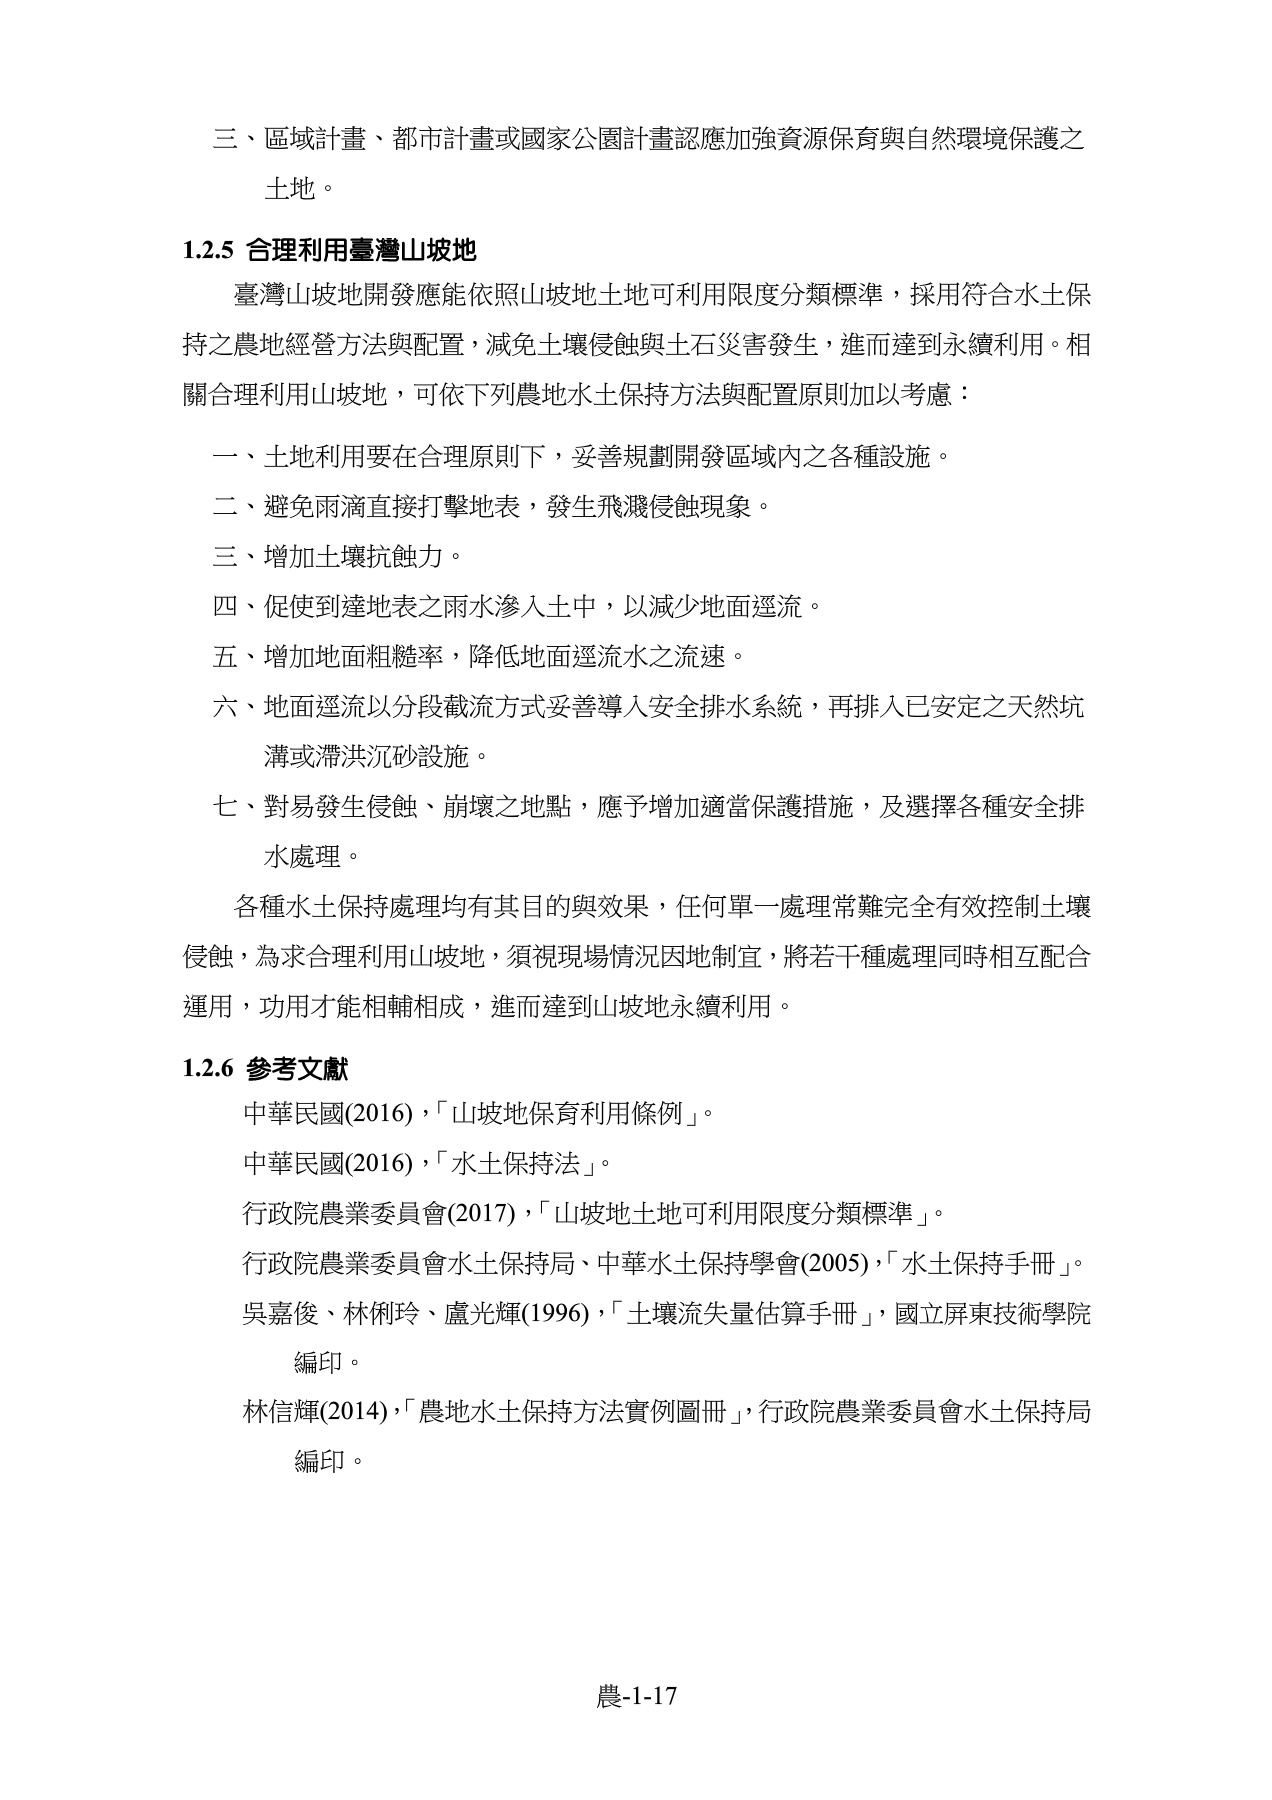 三、區域計畫、都市計畫或國家公園計畫認應加強資源保育與自然環境保護之
土地。
1.2.5 合理利用臺灣山坡地
臺灣山坡地開發應能依照山坡地土地可利用限度分類標準，採用符合水土保
持之農地經營方法與配置，減免土壤侵蝕與土石災害發生，進而達到永續利用。相
關合理利用山坡地，可依下列農地水土保持方法與配置原則加以考慮：
一、土地利用要在合理原則下，妥善規劃開發區域內之各種設施。
二、避免雨滴直接打擊地表，發生飛濺侵蝕現象。
三、增加土壤抗蝕力。
四、促使到達地表之雨水滲入土中，以減少地面逕流。
五、增加地面粗糙率，降低地面逕流水之流速。
六、地面逕流以分段截流方式妥善導入安全排水系統，再排入已安定之天然坑
溝或滯洪沉砂設施。
七、對易發生侵蝕、崩壞之地點，應予增加適當保護措施，及選擇各種安全排
水處理。
各種水土保持處理均有其目的與效果，任何單一處理常難完全有效控制土壤
侵蝕，為求合理利用山坡地，須視現場情況因地制宜，將若干種處理同時相互配合
運用，功用才能相輔相成，進而達到山坡地永續利用。
1.2.6 參考文獻
中華民國(2016)，「山坡地保育利用條例」。
中華民國(2016)，「水土保持法」。
行政院農業委員會(2017)，「山坡地土地可利用限度分類標準」。
行政院農業委員會水土保持局、中華水土保持學會(2005)，「水土保持手冊」。
吳嘉俊、林俐玲、盧光輝(1996)，「土壤流失量估算手冊」，國立屏東技術學院
編印。
林信輝(2014)，「農地水土保持方法實例圖冊」，行政院農業委員會水土保持局
編印。
農-1-17